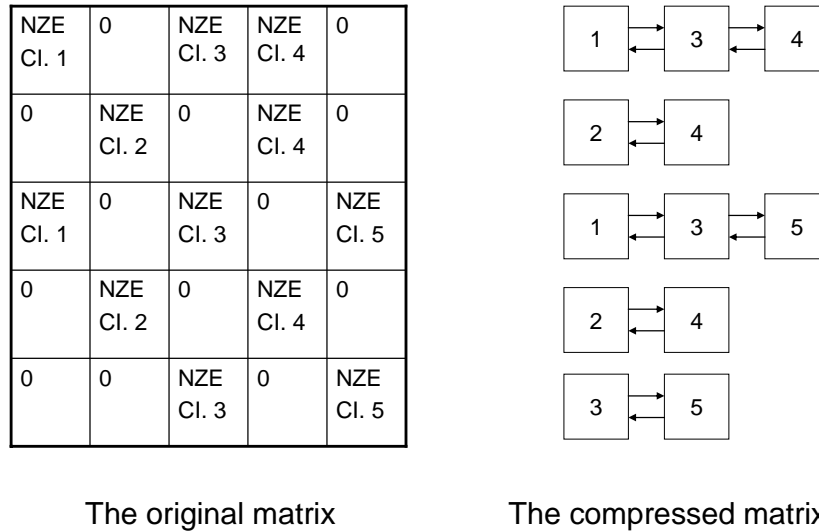 NZE 0 NZE NZE 0
Cl. 1 Cl. 3 Cl. 4
0 NZE 0 NZE 0
Cl. 2 Cl. 4
NZE 0 NZE 0 NZE
Cl. 1 Cl. 3 Cl. 5
0 NZE 0 NZE 0
Cl. 2 Cl. 4
0 0 NZE 0 NZE
Cl. 3 Cl. 5
The original matrix
1 3 4
2 4
1 3 5
2 4
3 5
The compressed matrix